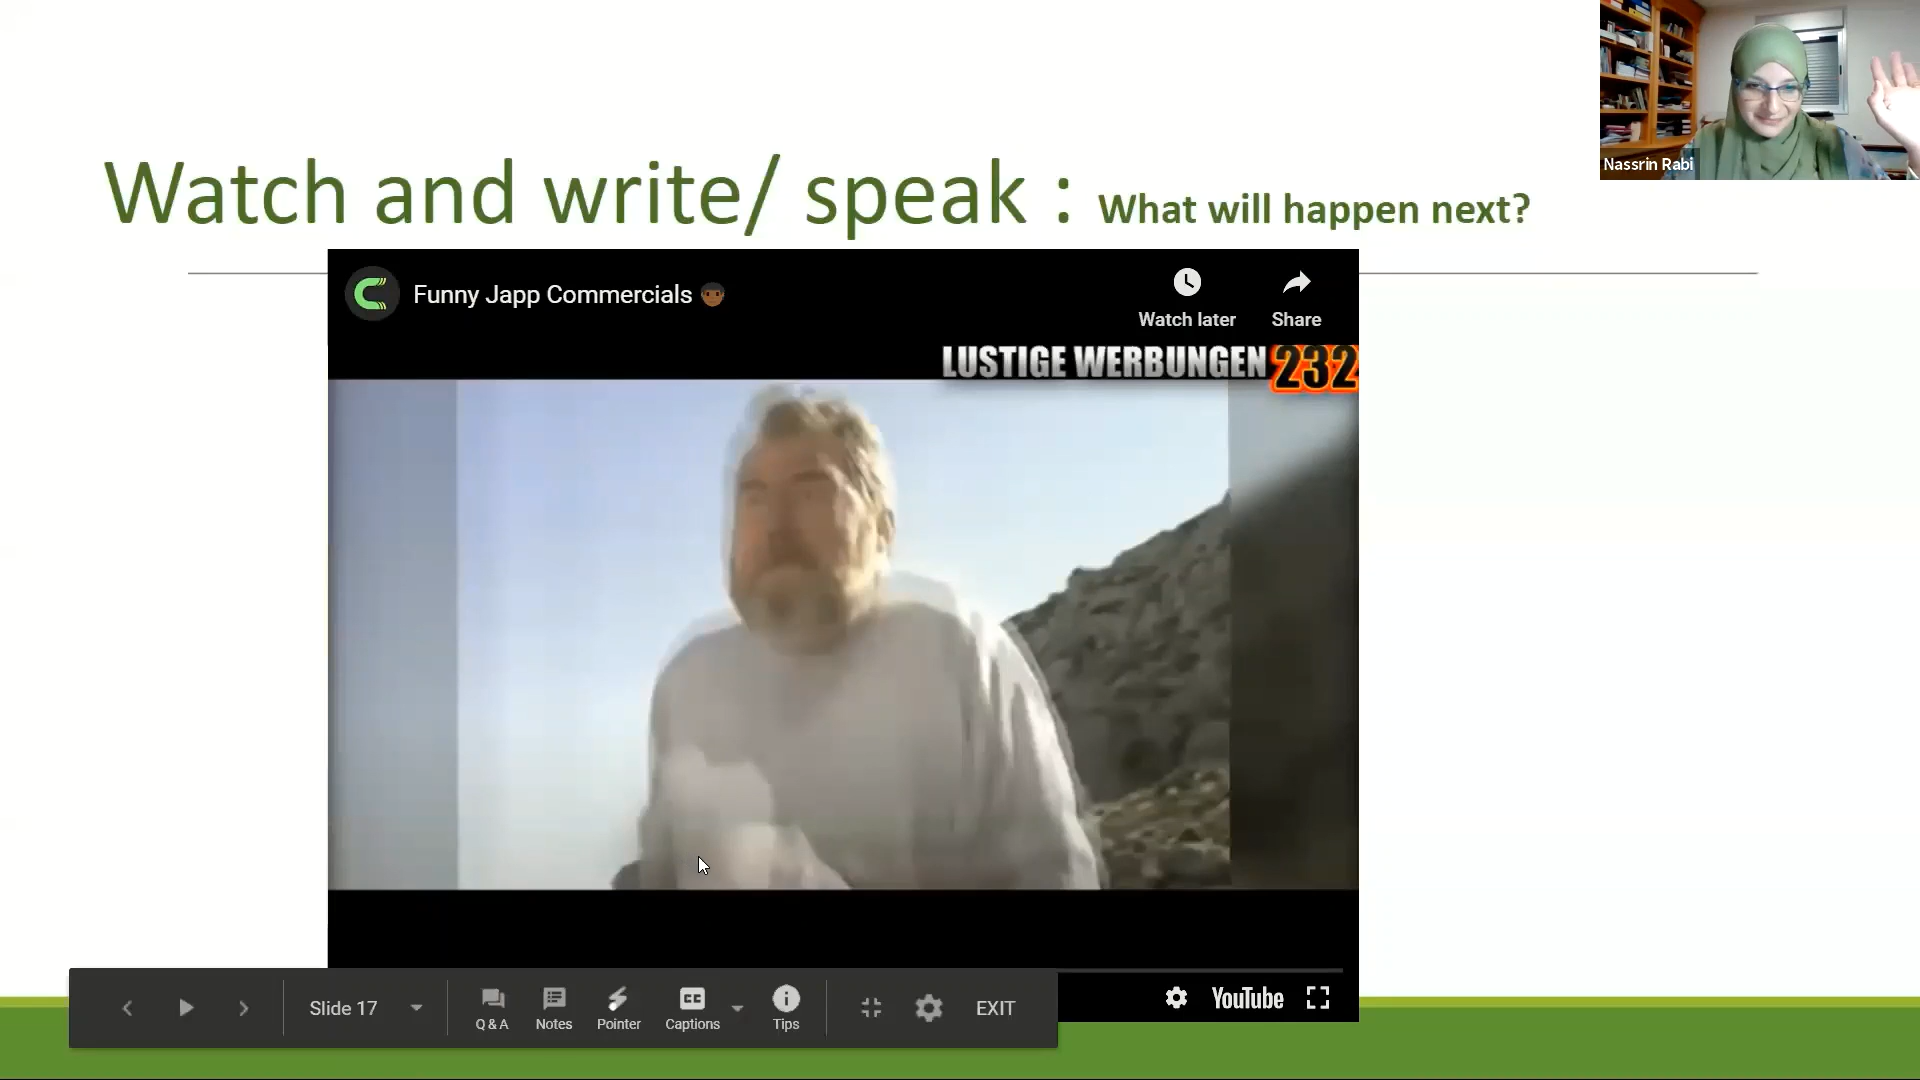 Nassrin Rabi
Watch and write/ speak : What will happen next?
Funny Japp Commercials
Watch later
Share
LUSTIGE WERBUNGEN 232
Slide 17
Q & A
Notes
Pointer
CC
Captions
Tips
EXIT
YouTube